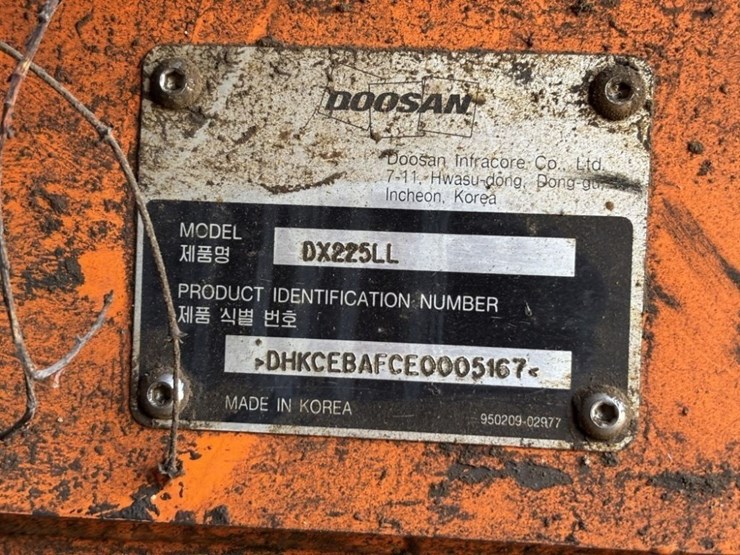 DOOSAN
Doosan Infracore Co., Ltd.
7-11, Hwasu-dong, Dong-gu,
Incheon, Korea
MODEL
제품명
DX225LL
PRODUCT IDENTIFICATION NUMBER
제품 식별 번호
>DHKCEBAFCE0005167<
MADE IN KOREA
950209-02977